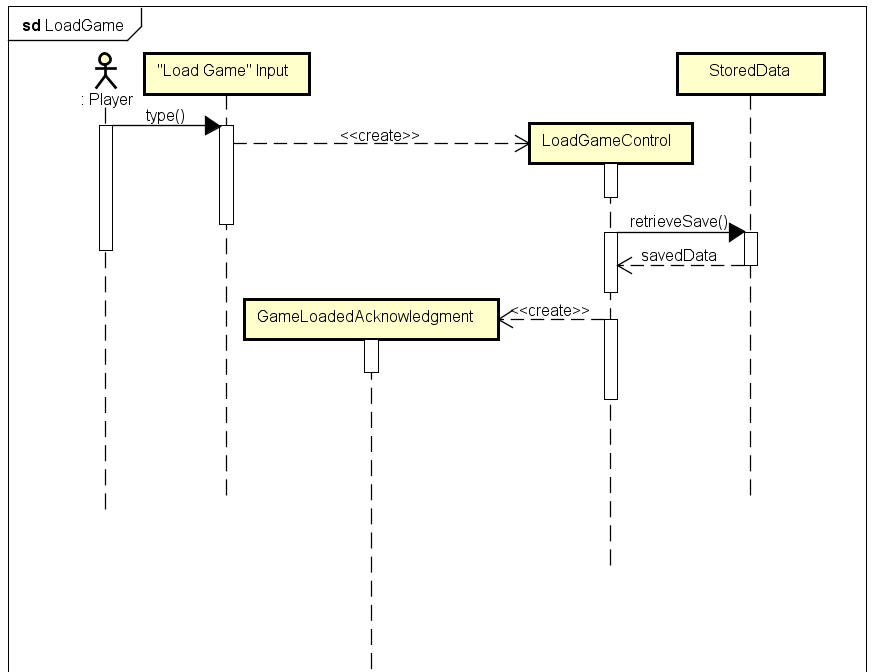 sd LoadGame
: Player
"Load Game" Input
StoredData
type()
<<create>>
LoadGameControl
retrieveSave()
savedData
GameLoadedAcknowledgment
<<create>>